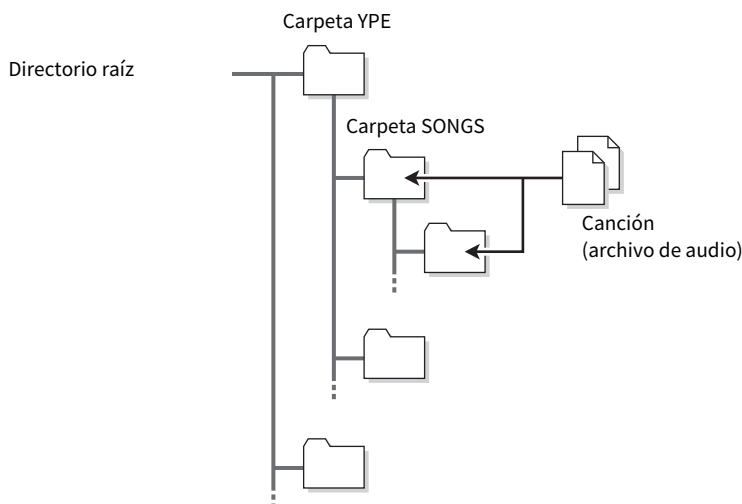 Carpeta YPE
Directorio raíz
Carpeta SONGS
Canción
(archivo de audio)